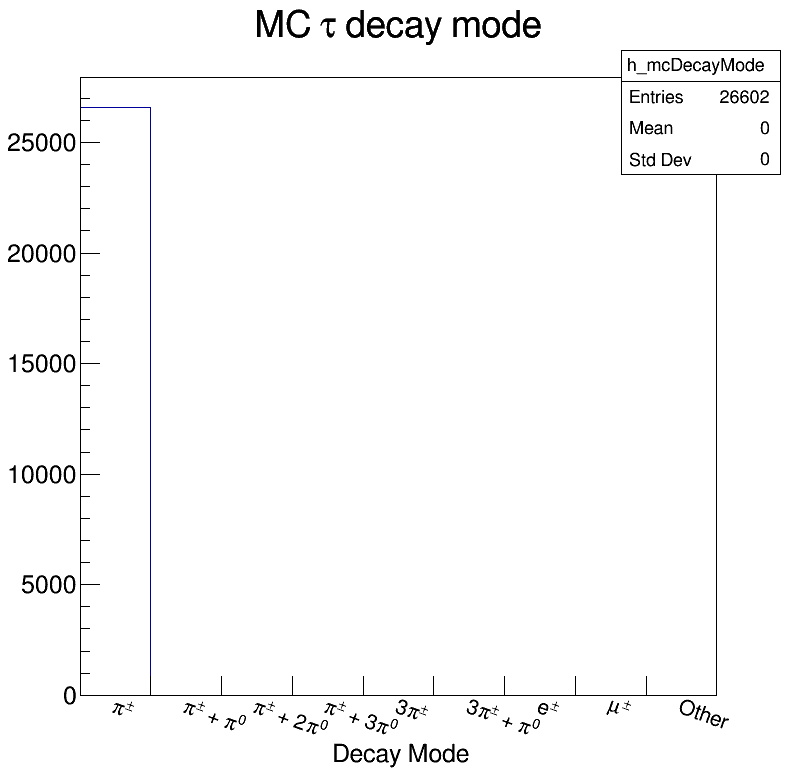 MC τ decay mode
h_mcDecayMode
Entries 26602
Mean 0
Std Dev 0
25000
20000
15000
10000
5000
0
π± π± + π⁰ π± + 2π⁰ π± + 3π⁰ 3π± 3π± + π⁰ e± μ± Other
Decay Mode